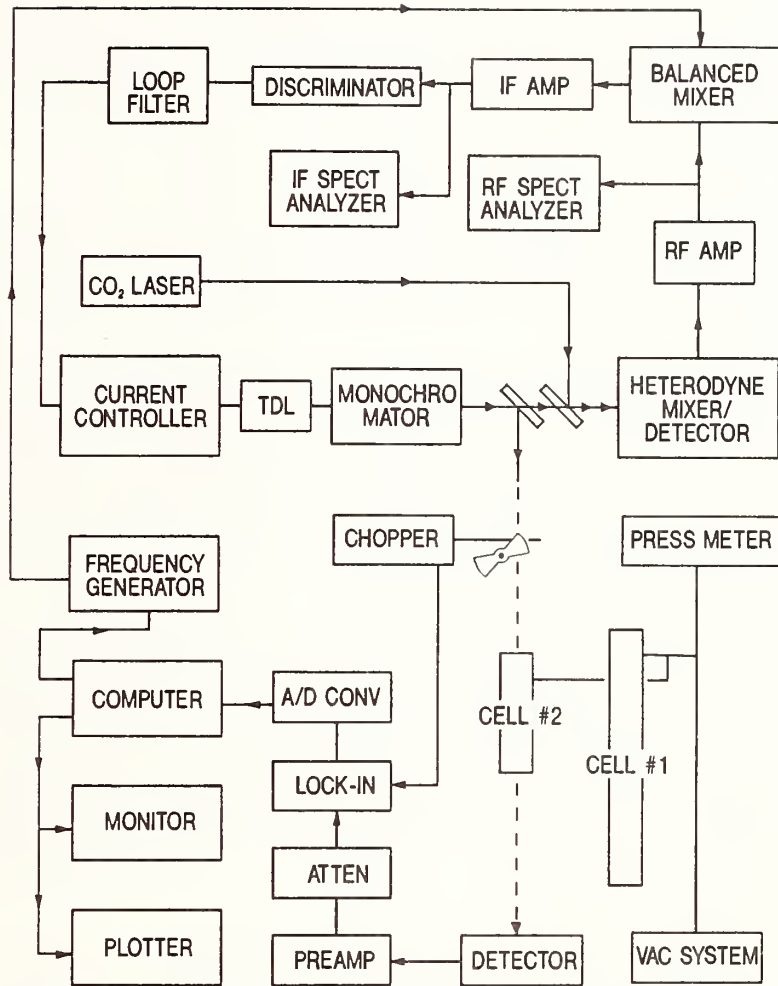 LOOP
FILTER
DISCRIMINATOR
IF AMP
BALANCED
MIXER
IF SPECT
ANALYZER
RF SPECT
ANALYZER
RF AMP
CO₂ LASER
CURRENT
CONTROLLER
TDL
MONOCHRO
MATOR
HETERODYNE
MIXER/
DETECTOR
CHOPPER
PRESS METER
FREQUENCY
GENERATOR
COMPUTER
A/D CONV
CELL #2
CELL #1
LOCK-IN
MONITOR
ATTEN
PLOTTER
PREAMP
DETECTOR
VAC SYSTEM